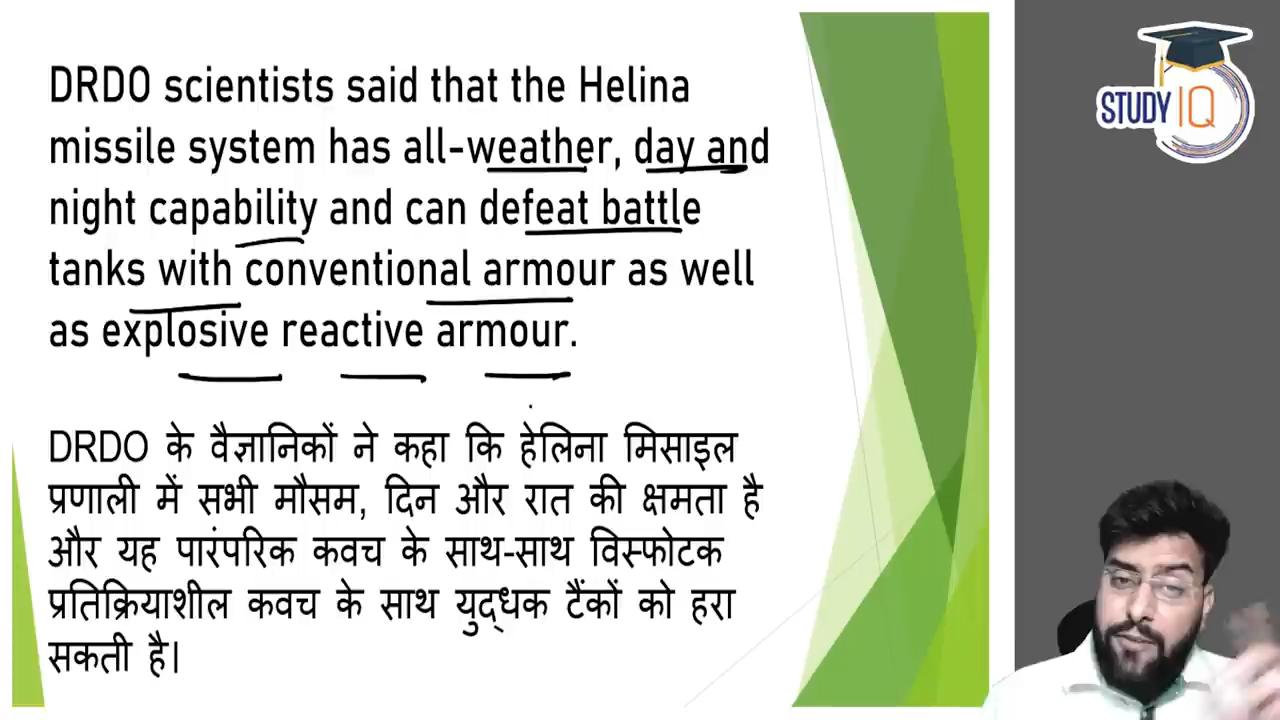 DRDO scientists said that the Helina
missile system has all-weather, day and
night capability and can defeat battle
tanks with conventional armour as well
as explosive reactive armour.
DRDO के वैज्ञानिकों ने कहा कि हेलिना मिसाइल
प्रणाली में सभी मौसम, दिन और रात की क्षमता है
और यह पारंपरिक कवच के साथ-साथ विस्फोटक
प्रतिक्रियाशील कवच के साथ युद्धक टैंकों को हरा
सकती है।
STUDY IQ